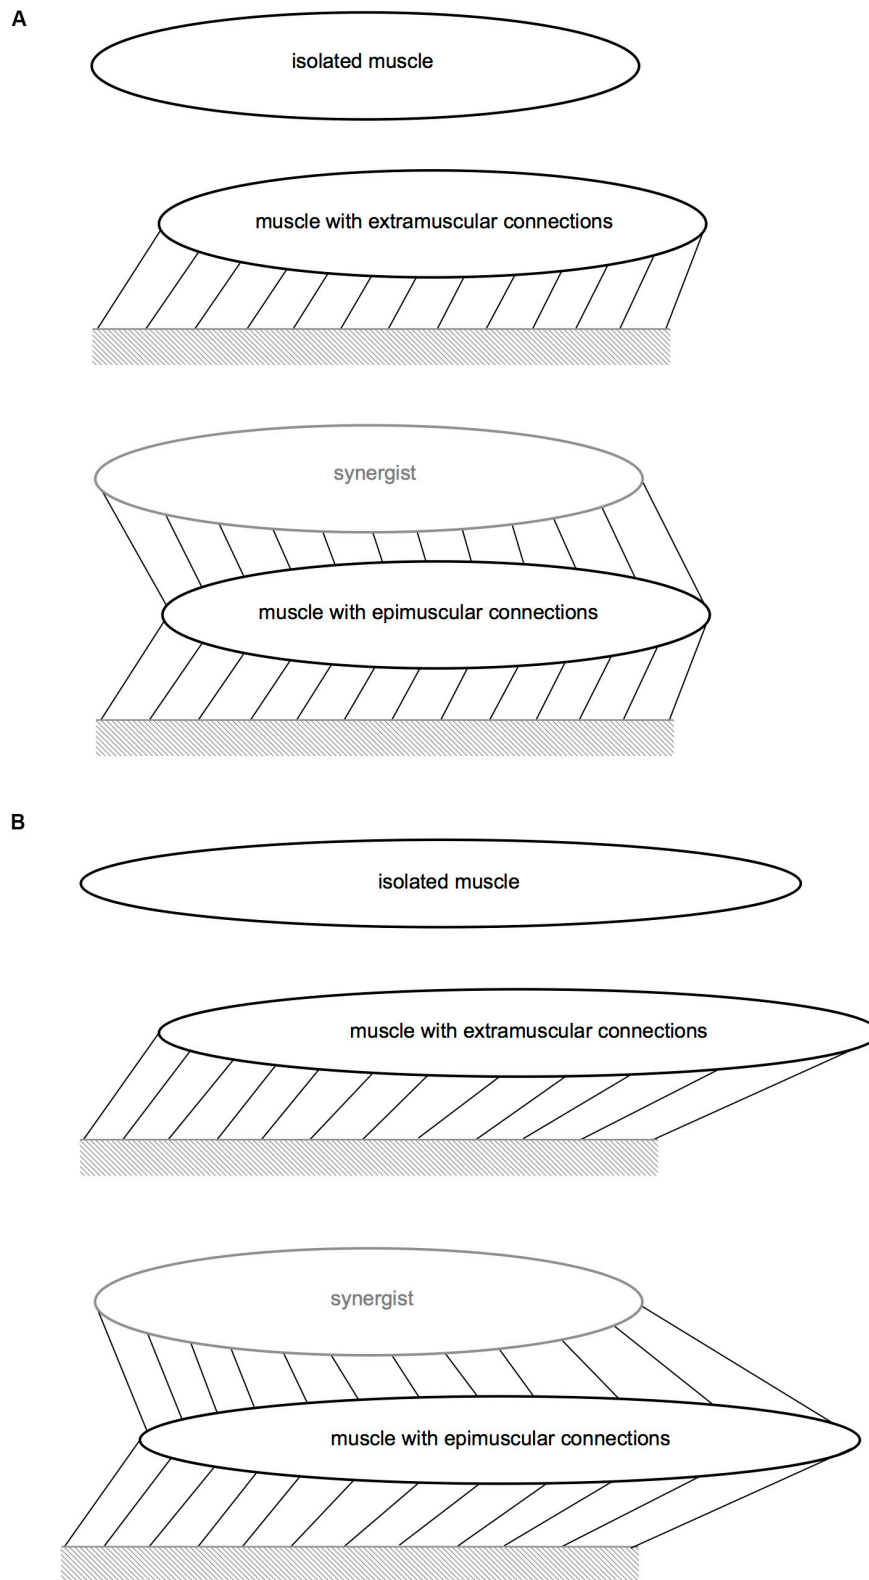 A
isolated muscle
muscle with extramuscular connections
synergist
muscle with epimuscular connections
B
isolated muscle
muscle with extramuscular connections
synergist
muscle with epimuscular connections